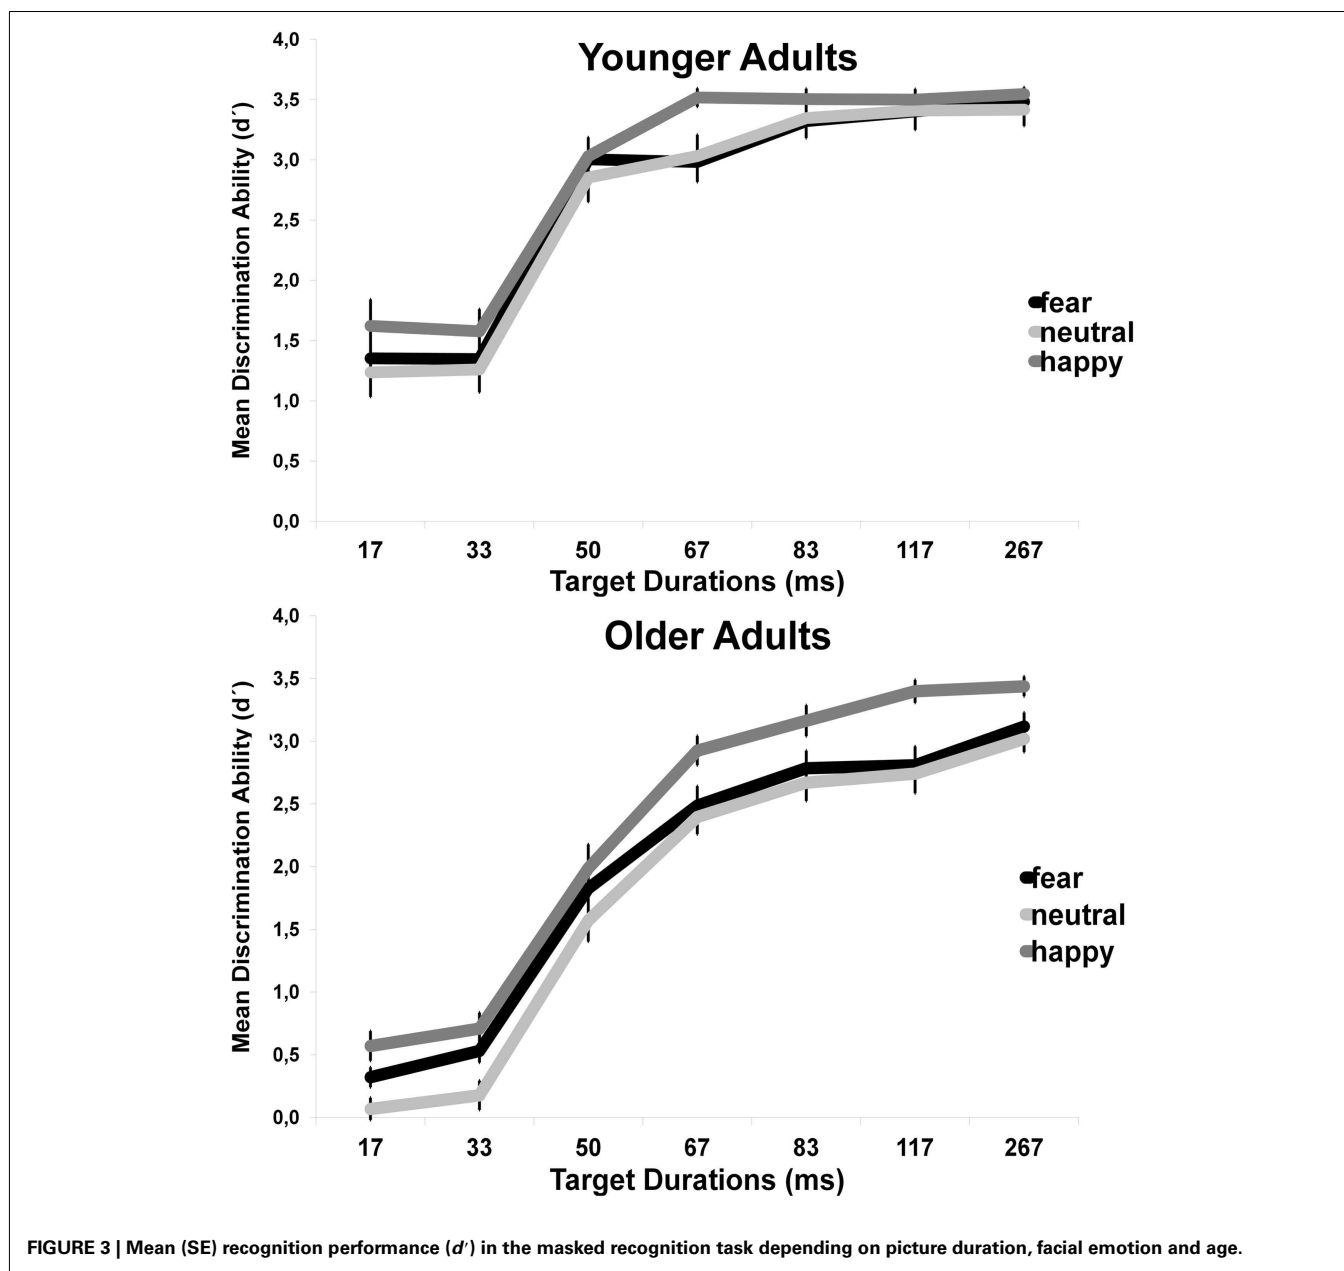 Younger Adults
Mean Discrimination Ability (d´)
4,0
3,5
3,0
2,5
2,0
1,5
1,0
0,5
0,0
fear
neutral
happy
17 33 50 67 83 117 267
Target Durations (ms)
Older Adults
Mean Discrimination Ability (d´)
4,0
3,5
3,0
2,5
2,0
1,5
1,0
0,5
0,0
fear
neutral
happy
17 33 50 67 83 117 267
Target Durations (ms)
FIGURE 3 | Mean (SE) recognition performance (d′) in the masked recognition task depending on picture duration, facial emotion and age.